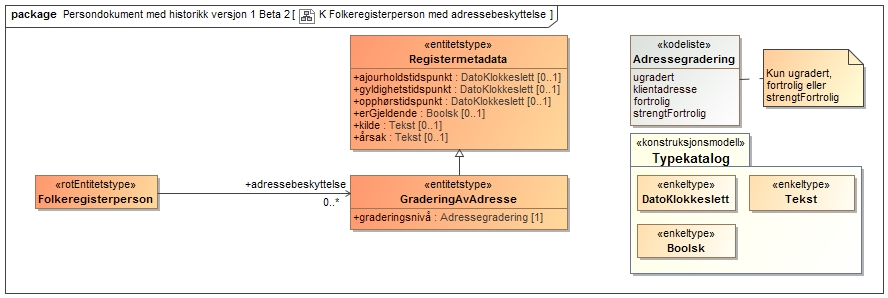 package Persondokument med historikk versjon 1 Beta 2 [ K Folkeregisterperson med adressebeskyttelse ]
«entitetstype»
Registermetadata
+ajourholdstidspunkt : DatoKlokkeslett [0..1]
+gyldighetstidspunkt : DatoKlokkeslett [0..1]
+opphørstidspunkt : DatoKlokkeslett [0..1]
+erGjeldende : Boolsk [0..1]
+kilde : Tekst [0..1]
+årsak : Tekst [0..1]
«kodeliste»
Adressegradering
ugradert
klientadresse
fortrolig
strengtFortrolig
Kun ugradert,
fortrolig eller
strengtFortrolig
«rotEntitetstype»
Folkeregisterperson
+adressebeskyttelse
0..*
«entitetstype»
GraderingAvAdresse
+graderingsnivå : Adressegradering [1]
«konstruksjonsmodell»
Typekatalog
«enkeltype»
DatoKlokkeslett
«enkeltype»
Tekst
«enkeltype»
Boolsk